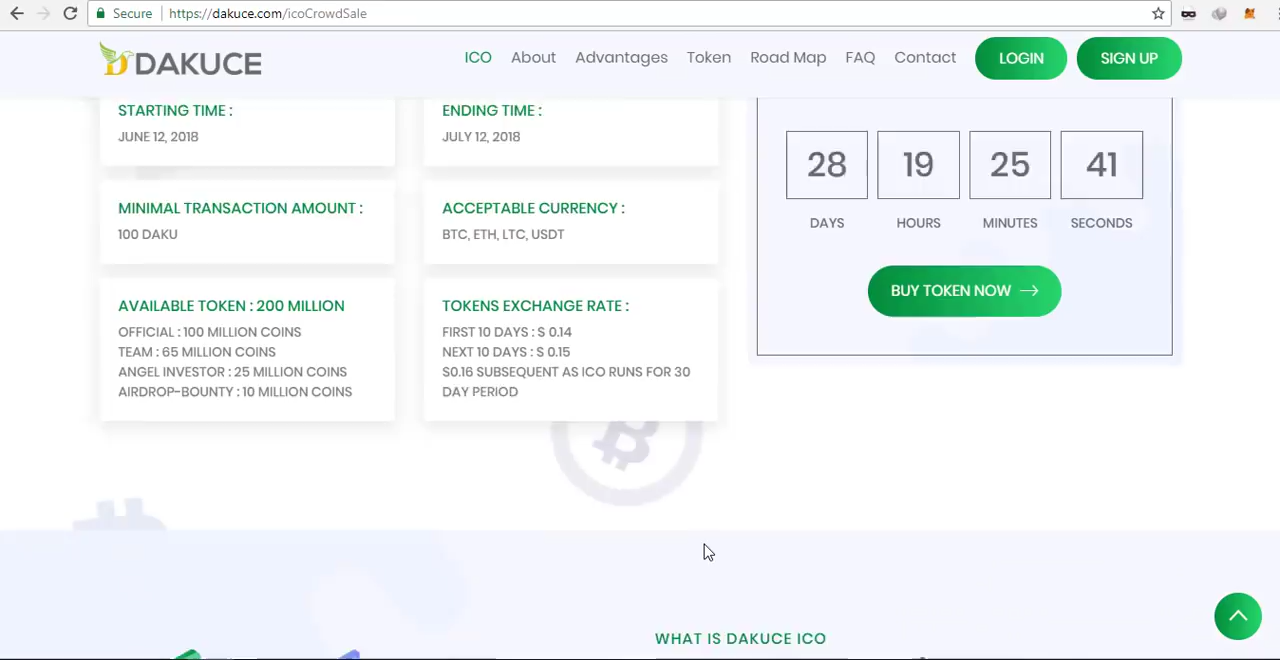 Secure https://dakuce.com/icoCrowdSale
DAKUCE
ICO About Advantages Token Road Map FAQ Contact LOGIN SIGN UP
STARTING TIME :
JUNE 12, 2018
ENDING TIME :
JULY 12, 2018
28 19 25 41
DAYS HOURS MINUTES SECONDS
MINIMAL TRANSACTION AMOUNT :
100 DAKU
ACCEPTABLE CURRENCY :
BTC, ETH, LTC, USDT
BUY TOKEN NOW
AVAILABLE TOKEN : 200 MILLION
OFFICIAL : 100 MILLION COINS
TEAM : 65 MILLION COINS
ANGEL INVESTOR : 25 MILLION COINS
AIRDROP-BOUNTY : 10 MILLION COINS
TOKENS EXCHANGE RATE :
FIRST 10 DAYS : $ 0.14
NEXT 10 DAYS : $ 0.15
$0.16 SUBSEQUENT AS ICO RUNS FOR 30
DAY PERIOD
WHAT IS DAKUCE ICO